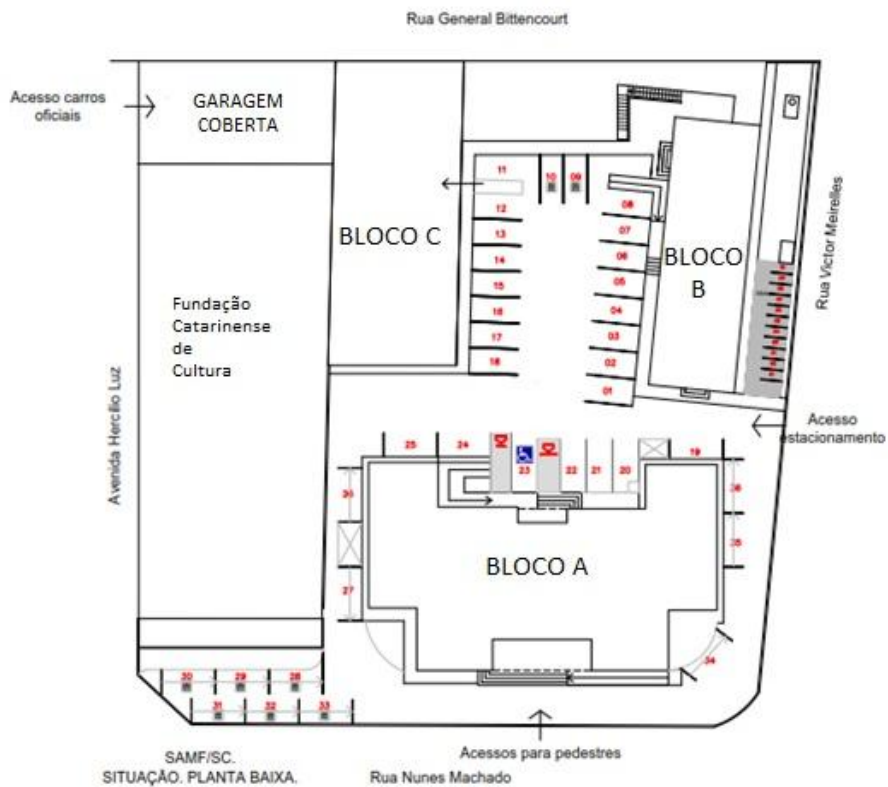 Rua General Bittencourt
Acesso carros
oficiais
GARAGEM
COBERTA
BLOCO C
11
10
09
12
13
14
15
16
17
18
08
07
06
05
04
03
02
01
BLOCO
B
Rua Victor Meirelles
Fundação
Catarinense
de
Cultura
Avenida Hercílio Luz
Acesso
estacionamento
25
24
23
22
21
20
19
26
27
36
35
34
BLOCO A
30
29
28
31
32
33
Acessos para pedestres
SAMF/SC.
SITUAÇÃO. PLANTA BAIXA.
Rua Nunes Machado